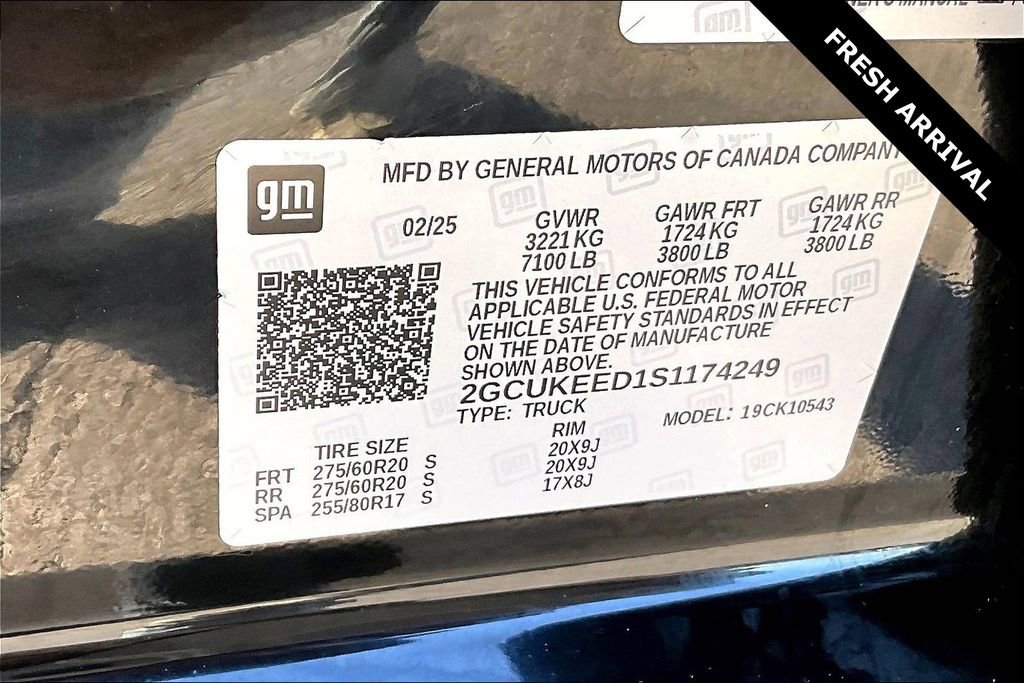 FRESH ARRIVAL
gm
gm
MFD BY GENERAL MOTORS OF CANADA COMPANY
02/25
GVWR
3221 KG
7100 LB
GAWR FRT
1724 KG
3800 LB
GAWR RR
1724 KG
3800 LB
THIS VEHICLE CONFORMS TO ALL
APPLICABLE U.S. FEDERAL MOTOR
VEHICLE SAFETY STANDARDS IN EFFECT
ON THE DATE OF MANUFACTURE
SHOWN ABOVE.
2GCUKEED1S1174249
TYPE: TRUCK MODEL: 19CK10543
TIRE SIZE RIM
FRT 275/60R20 S 20X9J
RR 275/60R20 S 20X9J
SPA 255/80R17 S 17X8J